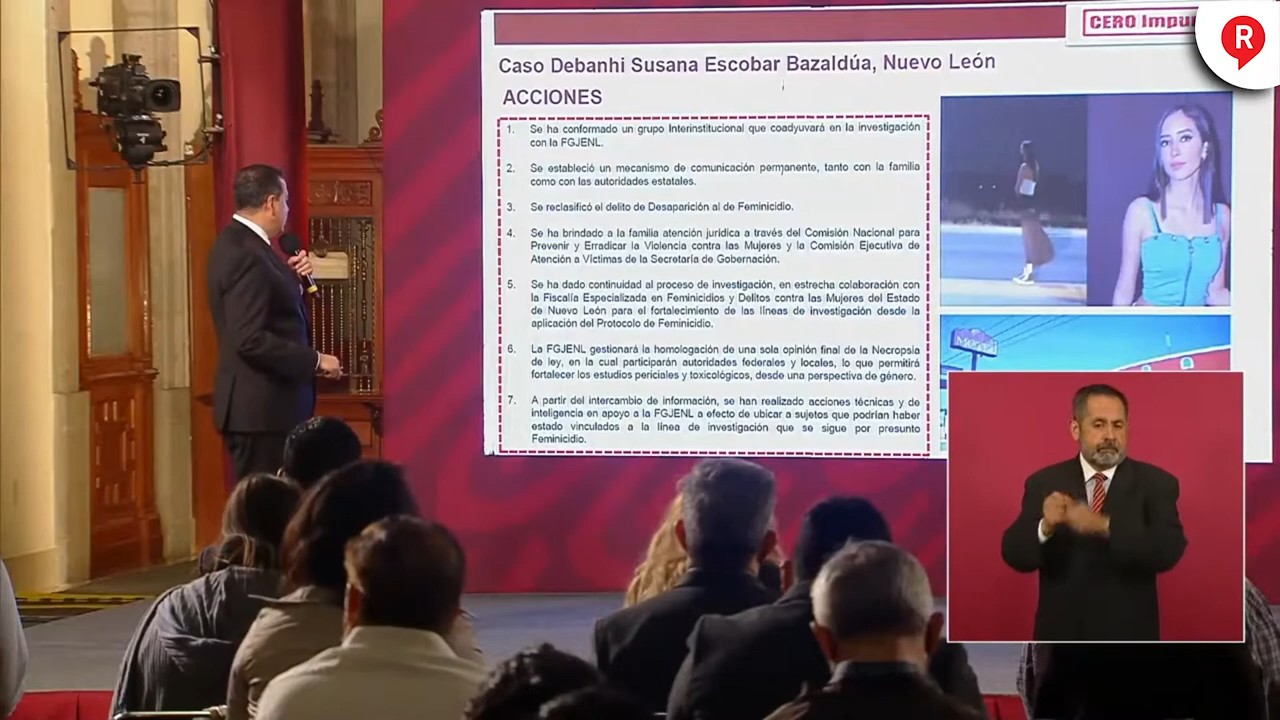 CERO Impu
R
Caso Debanhi Susana Escobar Bazaldúa, Nuevo León
ACCIONES
1. Se ha conformado un grupo Interinstitucional que coadyuvará en la investigación
con la FGJENL.
2. Se estableció un mecanismo de comunicación permanente, tanto con la familia
como con las autoridades estatales.
3. Se reclasificó el delito de Desaparición al de Feminicidio.
4. Se ha brindado a la familia atención jurídica a través del Comisión Nacional para
Prevenir y Erradicar la Violencia contra las Mujeres y la Comisión Ejecutiva de
Atención a Víctimas de la Secretaría de Gobernación.
5. Se ha dado continuidad al proceso de investigación, en estrecha colaboración con
la Fiscalía Especializada en Feminicidios y Delitos contra las Mujeres del Estado
de Nuevo León para el fortalecimiento de las líneas de investigación desde la
aplicación del Protocolo de Feminicidio.
6. La FGJENL gestionará la homologación de una sola opinión final de la Necropsia
de ley, en la cual participarán autoridades federales y locales, lo que permitirá
fortalecer los estudios periciales y toxicológicos, desde una perspectiva de género.
7. A partir del intercambio de información, se han realizado acciones técnicas y de
inteligencia en apoyo a la FGJENL a efecto de ubicar a sujetos que podrían haber
estado vinculados a la línea de investigación que se sigue por presunto
Feminicidio.